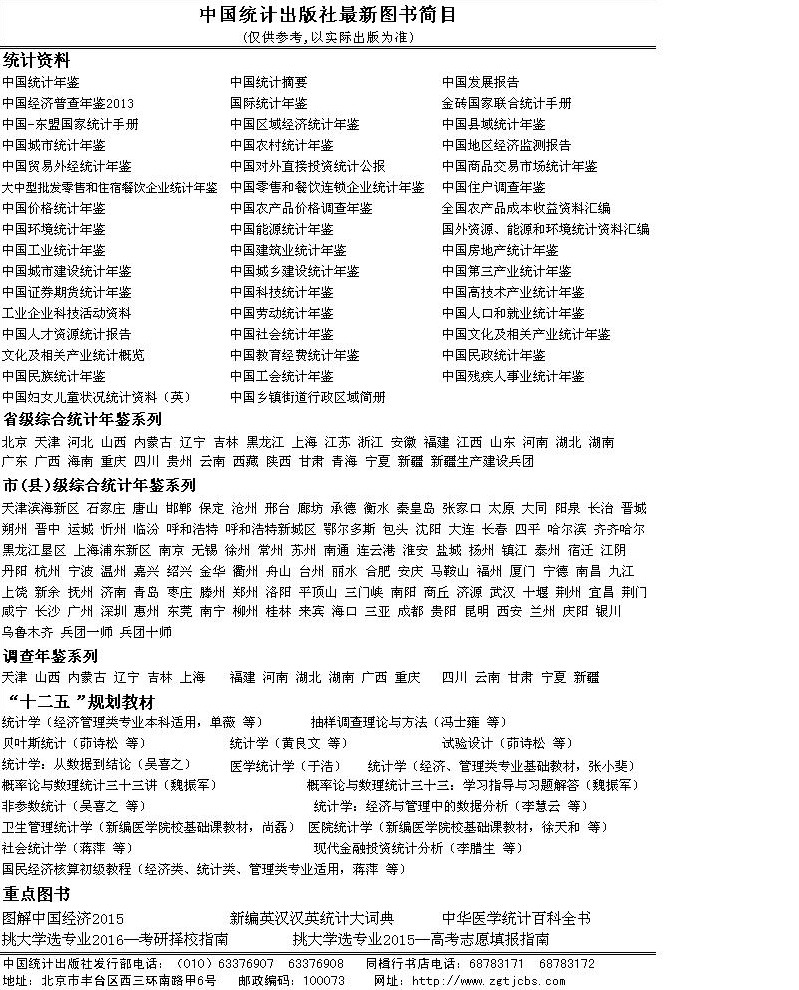 中国统计出版社最新图书简目
(仅供参考,以实际出版为准)
统计资料
中国统计年鉴 中国统计摘要 中国发展报告
中国经济普查年鉴2013 国际统计年鉴 金砖国家联合统计手册
中国-东盟国家统计手册 中国区域经济统计年鉴 中国县域统计年鉴
中国城市统计年鉴 中国农村统计年鉴 中国地区经济监测报告
中国贸易外经统计年鉴 中国对外直接投资统计公报 中国商品交易市场统计年鉴
大中型批发零售和住宿餐饮企业统计年鉴 中国零售和餐饮连锁企业统计年鉴 中国住户调查年鉴
中国价格统计年鉴 中国农产品价格调查年鉴 全国农产品成本收益资料汇编
中国环境统计年鉴 中国能源统计年鉴 国外资源、能源和环境统计资料汇编
中国工业统计年鉴 中国建筑业统计年鉴 中国房地产统计年鉴
中国城市建设统计年鉴 中国城乡建设统计年鉴 中国第三产业统计年鉴
中国证券期货统计年鉴 中国科技统计年鉴 中国高技术产业统计年鉴
工业企业科技活动资料 中国劳动统计年鉴 中国人口和就业统计年鉴
中国人才资源统计报告 中国社会统计年鉴 中国文化及相关产业统计年鉴
文化及相关产业统计概览 中国教育经费统计年鉴 中国民政统计年鉴
中国民族统计年鉴 中国工会统计年鉴 中国残疾人事业统计年鉴
中国妇女儿童状况统计资料（英） 中国乡镇街道行政区域简册
省级综合统计年鉴系列
北京 天津 河北 山西 内蒙古 辽宁 吉林 黑龙江 上海 江苏 浙江 安徽 福建 江西 山东 河南 湖北 湖南
广东 广西 海南 重庆 四川 贵州 云南 西藏 陕西 甘肃 青海 宁夏 新疆 新疆生产建设兵团
市(县)级综合统计年鉴系列
天津滨海新区 石家庄 唐山 邯郸 保定 沧州 邢台 廊坊 承德 衡水 秦皇岛 张家口 太原 大同 阳泉 长治 晋城
朔州 晋中 运城 忻州 临汾 呼和浩特 呼和浩特新城区 鄂尔多斯 包头 沈阳 大连 长春 四平 哈尔滨 齐齐哈尔
黑龙江垦区 上海浦东新区 南京 无锡 徐州 常州 苏州 南通 连云港 淮安 盐城 扬州 镇江 泰州 宿迁 江阴
丹阳 杭州 宁波 温州 嘉兴 绍兴 金华 衢州 舟山 台州 丽水 合肥 安庆 马鞍山 福州 厦门 宁德 南昌 九江
上饶 新余 抚州 济南 青岛 枣庄 滕州 郑州 洛阳 平顶山 三门峡 南阳 商丘 济源 武汉 十堰 荆州 宜昌 荆门
咸宁 长沙 广州 深圳 惠州 东莞 南宁 柳州 桂林 来宾 海口 三亚 成都 贵阳 昆明 西安 兰州 庆阳 银川
乌鲁木齐 兵团一师 兵团十师
调查年鉴系列
天津 山西 内蒙古 辽宁 吉林 上海 福建 河南 湖北 湖南 广西 重庆 四川 云南 甘肃 宁夏 新疆
“十二五”规划教材
统计学（经济管理类专业本科适用，单薇 等） 抽样调查理论与方法（冯士雍 等）
贝叶斯统计（茆诗松 等） 统计学（黄良文 等） 试验设计（茆诗松 等）
统计学：从数据到结论（吴喜之） 医学统计学（于浩） 统计学（经济、管理类专业基础教材，张小斐）
概率论与数理统计三十三讲（魏振军） 概率论与数理统计三十三：学习指导与习题解答（魏振军）
非参数统计（吴喜之 等） 统计学：经济与管理中的数据分析（李慧云 等）
卫生管理统计学（新编医学院校基础课教材，尚磊） 医院统计学（新编医学院校基础课教材，徐天和 等）
社会统计学（蒋萍 等） 现代金融投资统计分析（李腊生 等）
国民经济核算初级教程（经济类、统计类、管理类专业适用，蒋萍 等）
重点图书
图解中国经济2015 新编英汉汉英统计大词典 中华医学统计百科全书
挑大学选专业2016—考研择校指南 挑大学选专业2015—高考志愿填报指南
中国统计出版社发行部电话：（010）63376907 63376908 同楫行书店电话：68783171 68783172
地址：北京市丰台区西三环南路甲6号 邮政编码：100073 网址：http://www.zgtjcbs.com